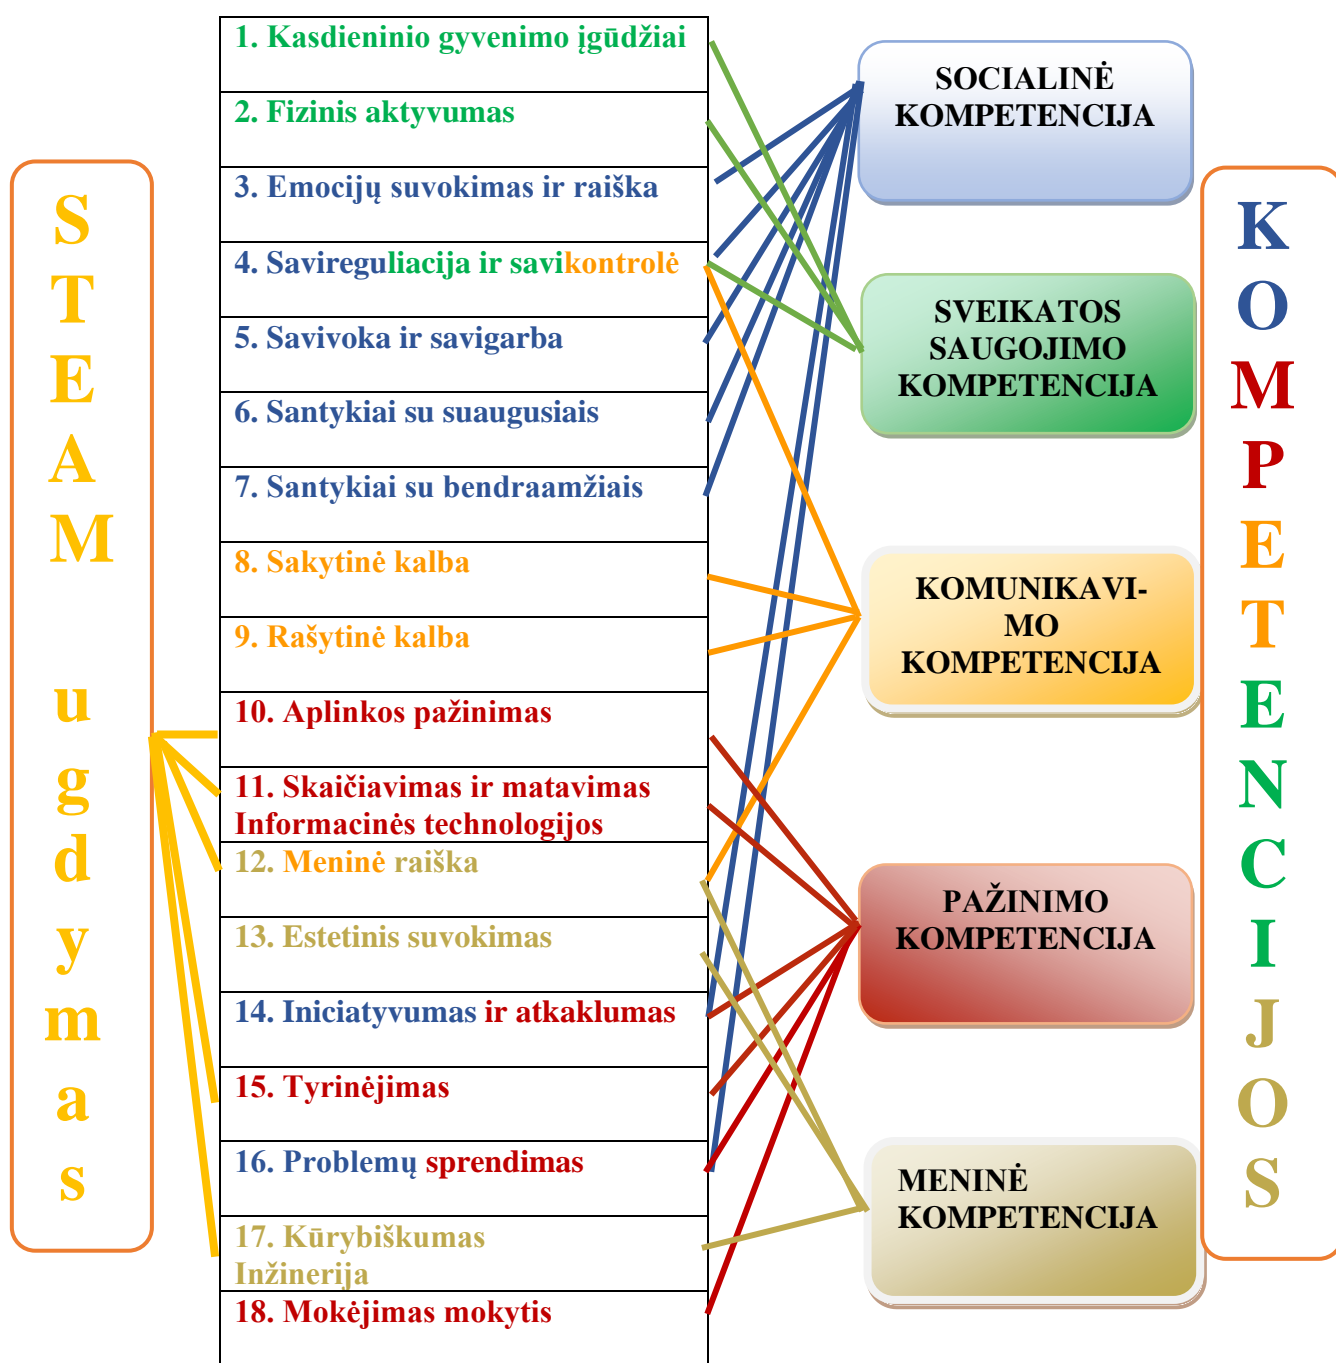 S
T
E
A
M
u
g
d
y
m
a
s
1. Kasdieninio gyvenimo įgūdžiai
2. Fizinis aktyvumas
3. Emocijų suvokimas ir raiška
4. Savireguliacija ir savikontrolė
5. Savivoka ir savigarba
6. Santykiai su suaugusiais
7. Santykiai su bendraamžiais
8. Sakytinė kalba
9. Rašytinė kalba
10. Aplinkos pažinimas
11. Skaičiavimas ir matavimas
Informacinės technologijos
12. Meninė raiška
13. Estetinis suvokimas
14. Iniciatyvumas ir atkaklumas
15. Tyrinėjimas
16. Problemų sprendimas
17. Kūrybiškumas
Inžinerija
18. Mokėjimas mokytis
SOCIALINĖ
KOMPETENCIJA
SVEIKATOS
SAUGOJIMO
KOMPETENCIJA
KOMUNIKAVI-
MO
KOMPETENCIJA
PAŽINIMO
KOMPETENCIJA
MENINĖ
KOMPETENCIJA
K
O
M
P
E
T
E
N
C
I
J
O
S